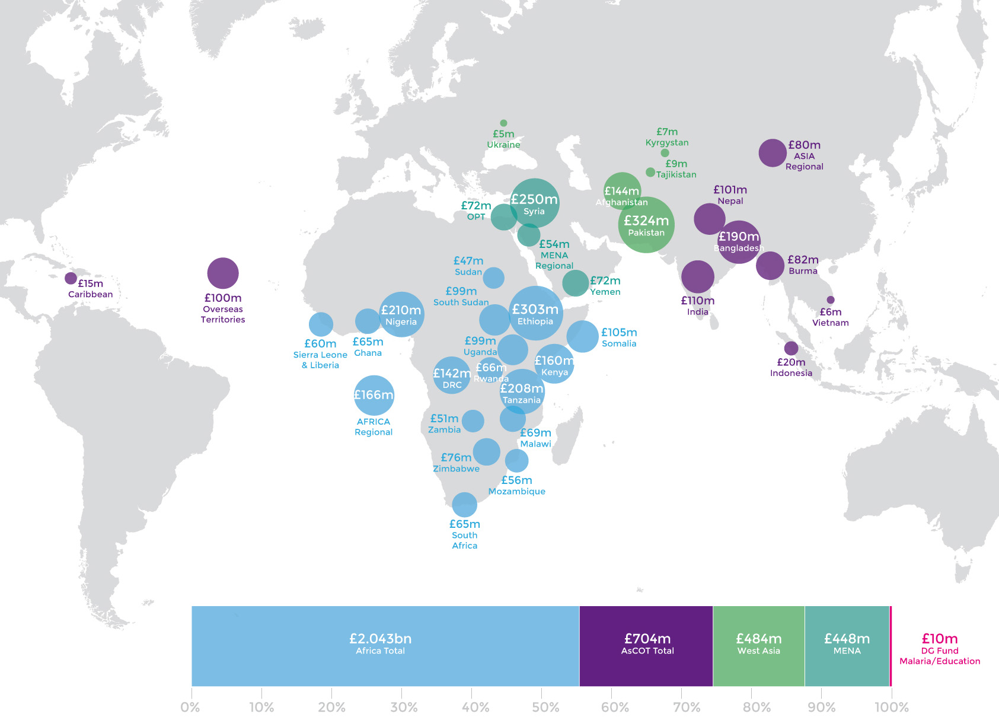 £5m
Ukraine
£7m
Kyrgystan
£9m
Tajikistan
£80m
ASIA
Regional
£144m
Afghanistan
£324m
Pakistan
£101m
Nepal
£190m
Bangladesh
£82m
Burma
£110m
India
£6m
Vietnam
£20m
Indonesia
£72m
OPT
£250m
Syria
£54m
MENA
Regional
£72m
Yemen
£15m
Caribbean
£100m
Overseas
Territories
£47m
Sudan
£99m
South Sudan
£303m
Ethiopia
£210m
Nigeria
£60m
Sierra Leone
& Liberia
£65m
Ghana
£105m
Somalia
£99m
Uganda
£160m
Kenya
£142m
DRC
£66m
Rwanda
£208m
Tanzania
£166m
AFRICA
Regional
£51m
Zambia
£69m
Malawi
£76m
Zimbabwe
£56m
Mozambique
£65m
South
Africa
£2.043bn
Africa Total
£704m
AsCOT Total
£484m
West Asia
£448m
MENA
£10m
DG Fund
Malaria/Education
0%
10%
20%
30%
40%
50%
60%
70%
80%
90%
100%